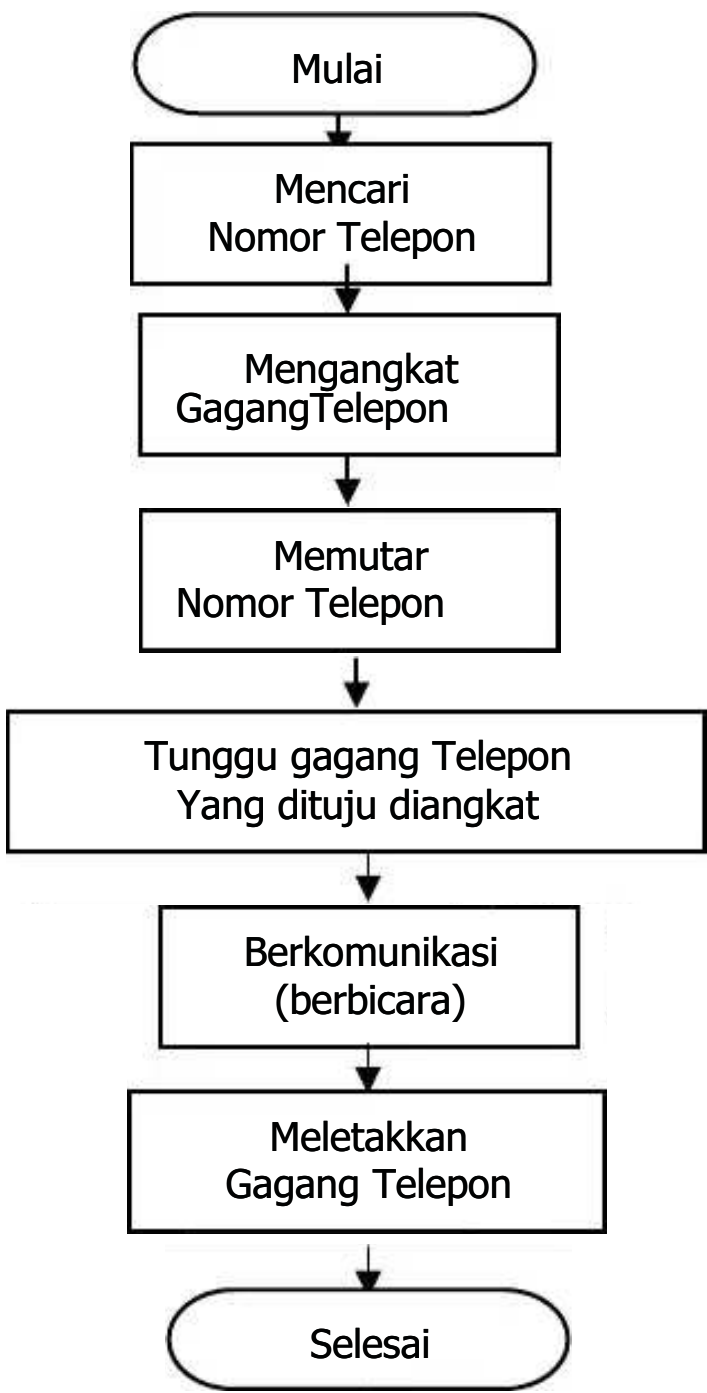 Mulai
Mencari
Nomor Telepon
Mengangkat
GagangTelepon
Memutar
Nomor Telepon
Tunggu gagang Telepon
Yang dituju diangkat
Berkomunikasi
(berbicara)
Meletakkan
Gagang Telepon
Selesai